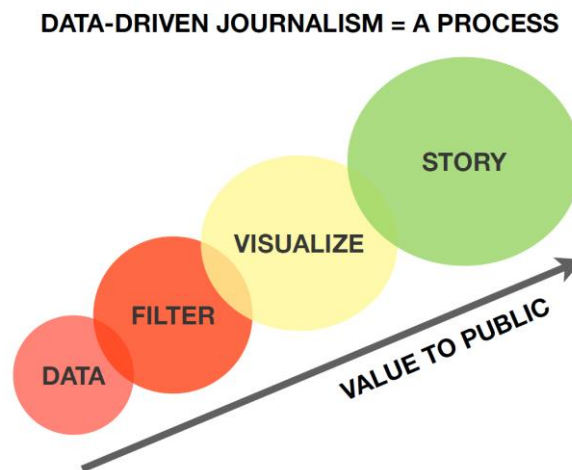 DATA-DRIVEN JOURNALISM = A PROCESS
STORY
VISUALIZE
FILTER
DATA
VALUE TO PUBLIC